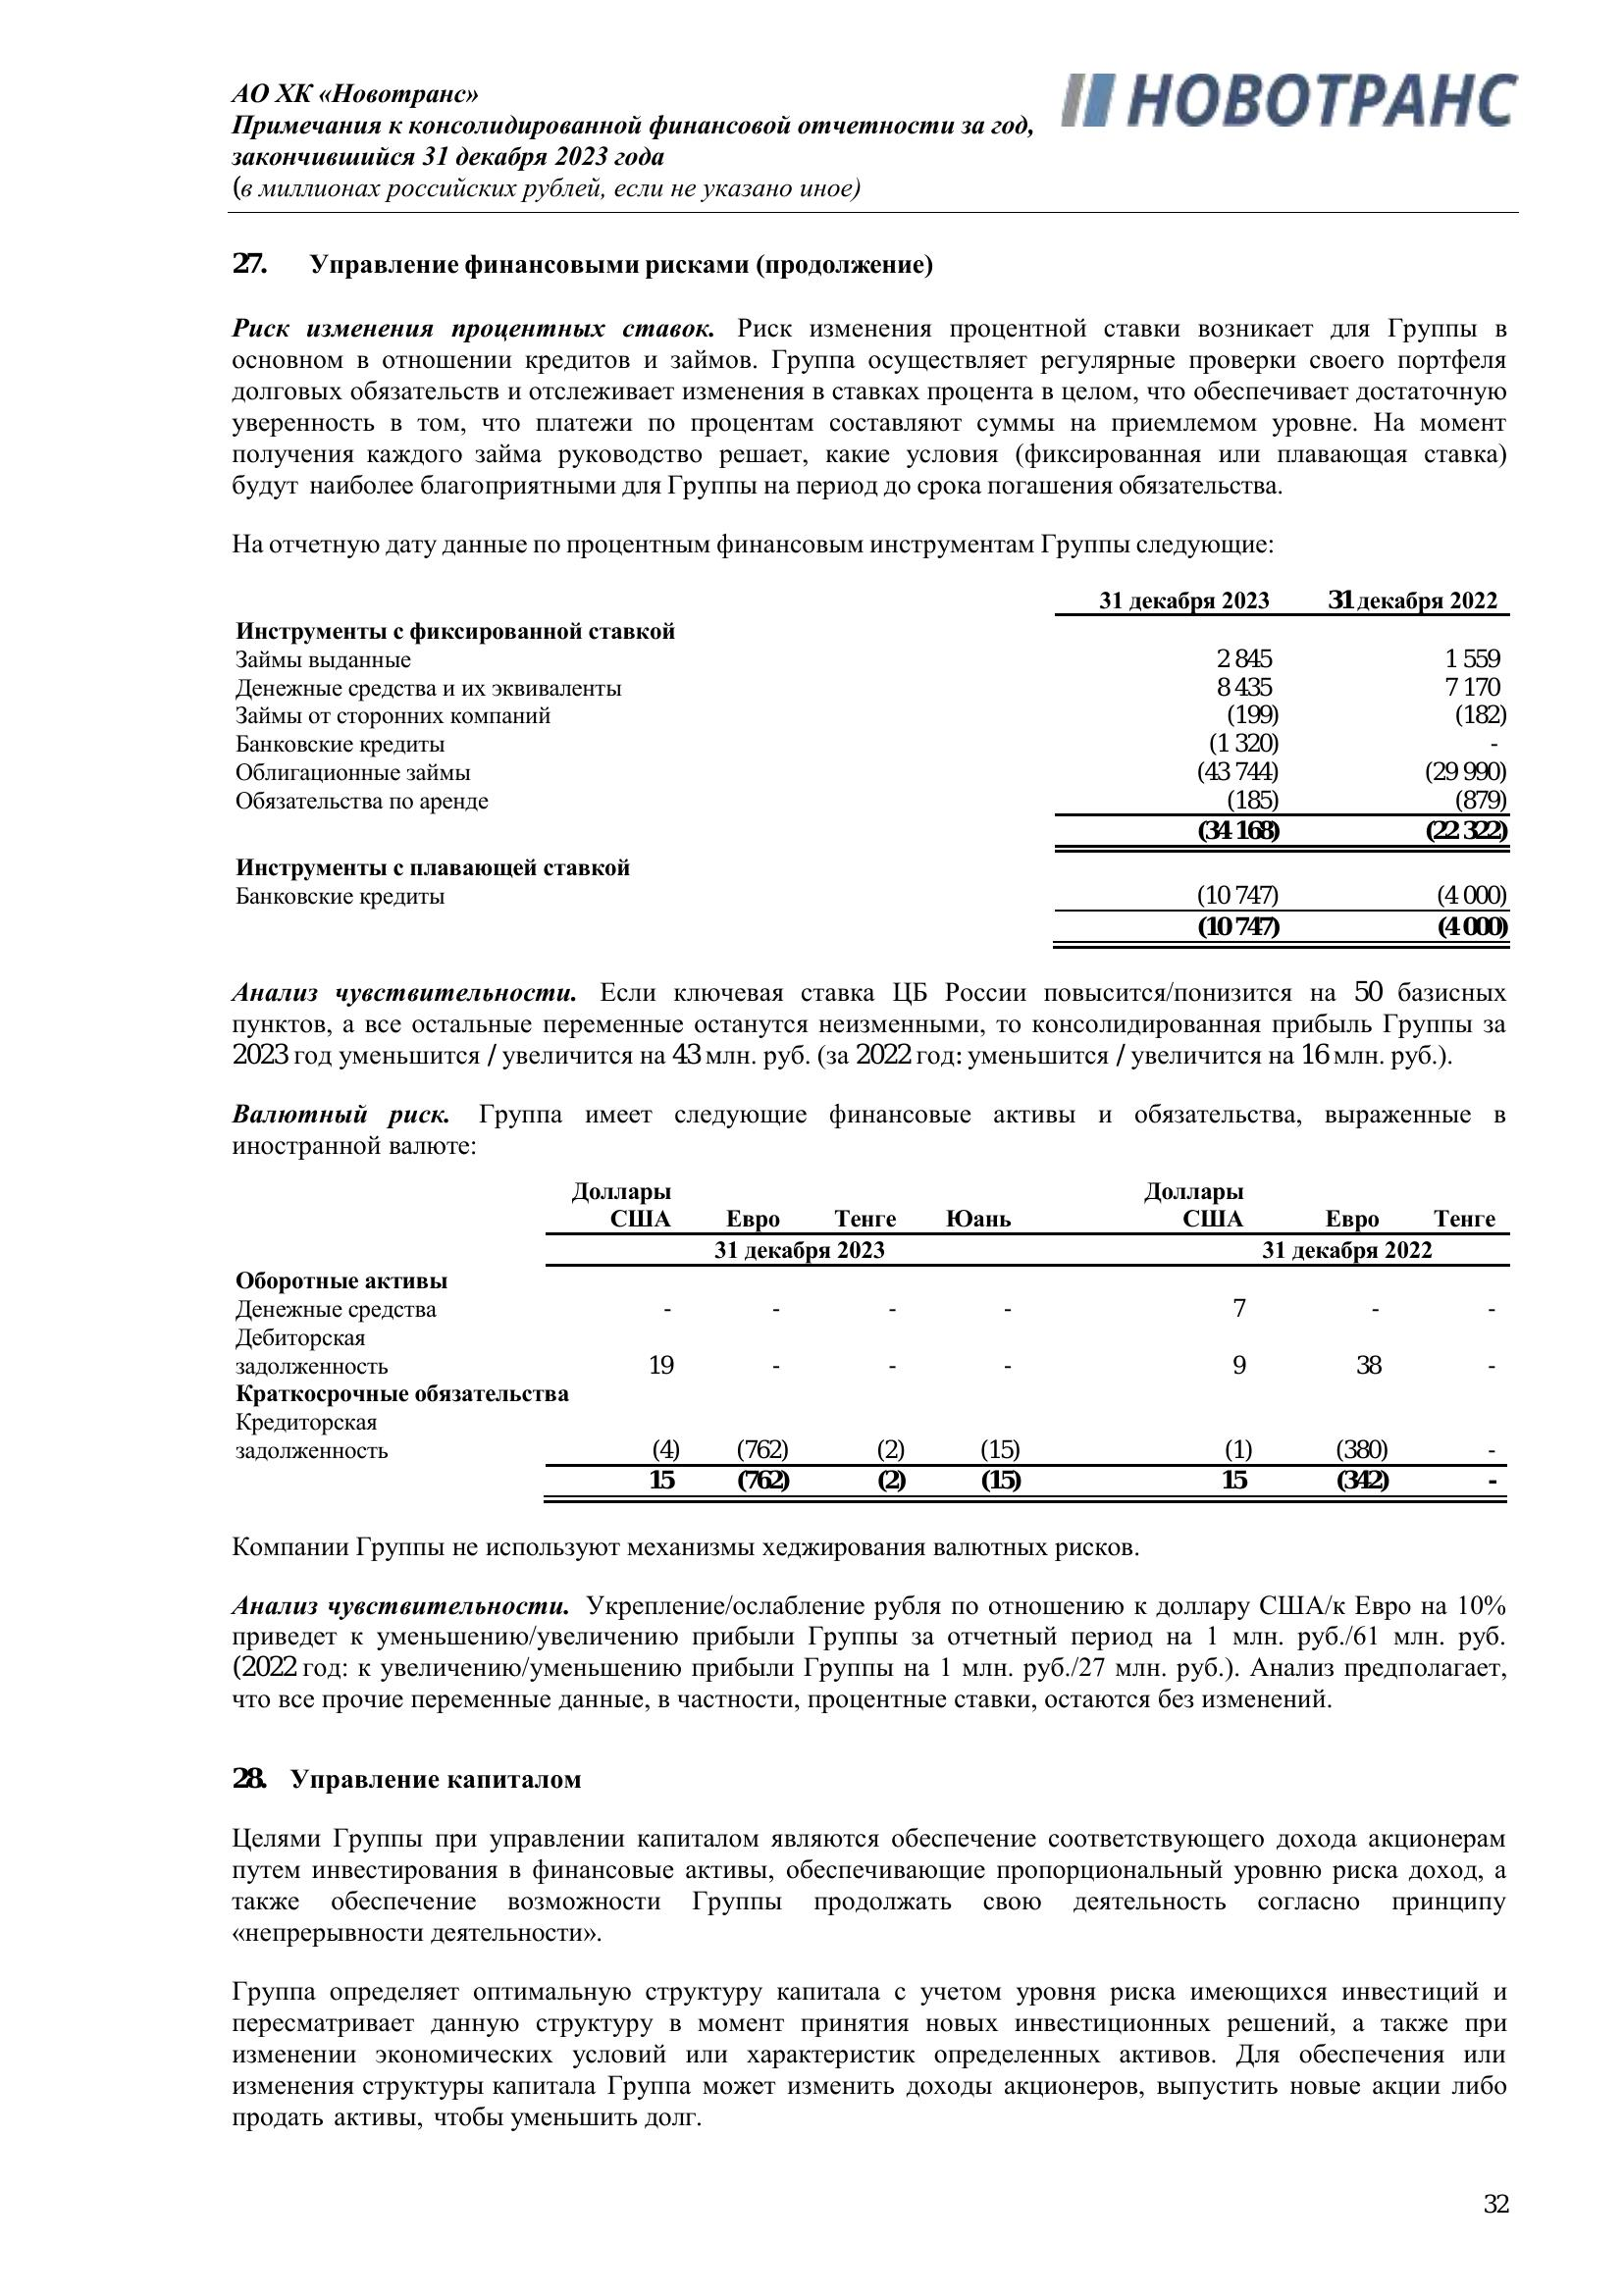 АО ХК «Новотранс»
Примечания к консолидированной финансовой отчетности за год,
закончившийся 31 декабря 2023 года
(в миллионах российских рублей, если не указано иное)
НОВОТРАНС
27. Управление финансовыми рисками (продолжение)
Риск изменения процентных ставок. Риск изменения процентной ставки возникает для Группы в
основном в отношении кредитов и займов. Группа осуществляет регулярные проверки своего портфеля
долговых обязательств и отслеживает изменения в ставках процента в целом, что обеспечивает достаточную
уверенность в том, что платежи по процентам составляют суммы на приемлемом уровне. На момент
получения каждого займа руководство решает, какие условия (фиксированная или плавающая ставка)
будут наиболее благоприятными для Группы на период до срока погашения обязательства.
На отчетную дату данные по процентным финансовым инструментам Группы следующие:
31 декабря 2023 31 декабря 2022
Инструменты с фиксированной ставкой
Займы выданные 2 845 1 559
Денежные средства и их эквиваленты 8 435 7 170
Займы от сторонних компаний (199) (182)
Банковские кредиты (1 320) -
Облигационные займы (43 744) (29 990)
Обязательства по аренде (185) (879)
(34 168) (22 322)
Инструменты с плавающей ставкой
Банковские кредиты (10 747) (4 000)
(10 747) (4 000)
Анализ чувствительности. Если ключевая ставка ЦБ России повысится/понизится на 50 базисных
пунктов, а все остальные переменные останутся неизменными, то консолидированная прибыль Группы за
2023 год уменьшится / увеличится на 43 млн. руб. (за 2022 год: уменьшится / увеличится на 16 млн. руб.).
Валютный риск. Группа имеет следующие финансовые активы и обязательства, выраженные в
иностранной валюте:
Доллары Доллары
США Евро Тенге Юань США Евро Тенге
31 декабря 2023 31 декабря 2022
Оборотные активы
Денежные средства - - - - 7 - -
Дебиторская
задолженность 19 - - - 9 38 -
Краткосрочные обязательства
Кредиторская
задолженность (4) (762) (2) (15) (1) (380) -
15 (762) (2) (15) 15 (342) -
Компании Группы не используют механизмы хеджирования валютных рисков.
Анализ чувствительности. Укрепление/ослабление рубля по отношению к доллару США/к Евро на 10%
приведет к уменьшению/увеличению прибыли Группы за отчетный период на 1 млн. руб./61 млн. руб.
(2022 год: к увеличению/уменьшению прибыли Группы на 1 млн. руб./27 млн. руб.). Анализ предполагает,
что все прочие переменные данные, в частности, процентные ставки, остаются без изменений.
28. Управление капиталом
Целями Группы при управлении капиталом являются обеспечение соответствующего дохода акционерам
путем инвестирования в финансовые активы, обеспечивающие пропорциональный уровню риска доход, а
также обеспечение возможности Группы продолжать свою деятельность согласно принципу
«непрерывности деятельности».
Группа определяет оптимальную структуру капитала с учетом уровня риска имеющихся инвестиций и
пересматривает данную структуру в момент принятия новых инвестиционных решений, а также при
изменении экономических условий или характеристик определенных активов. Для обеспечения или
изменения структуры капитала Группа может изменить доходы акционеров, выпустить новые акции либо
продать активы, чтобы уменьшить долг.
32